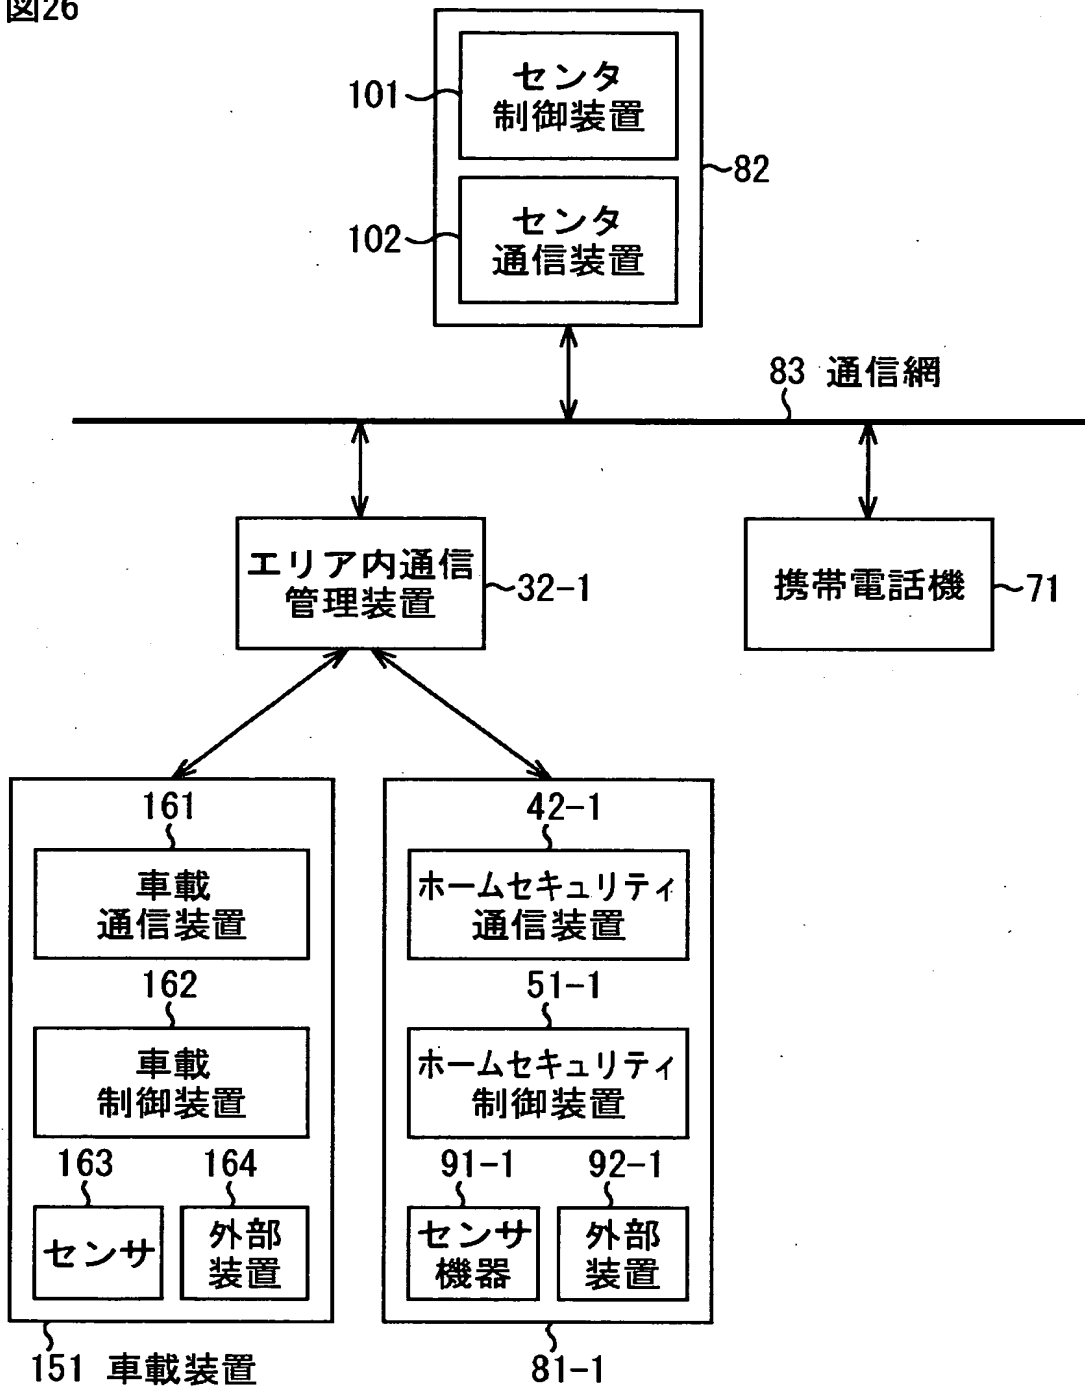 図26
センタ
制御装置
101
82
センタ
通信装置
102
83 通信網
エリア内通信
管理装置
32-1
携帯電話機
71
161
車載
通信装置
162
車載
制御装置
163
センサ
164
外部
装置
151 車載装置
42-1
ホームセキュリティ
通信装置
51-1
ホームセキュリティ
制御装置
91-1
センサ
機器
92-1
外部
装置
81-1